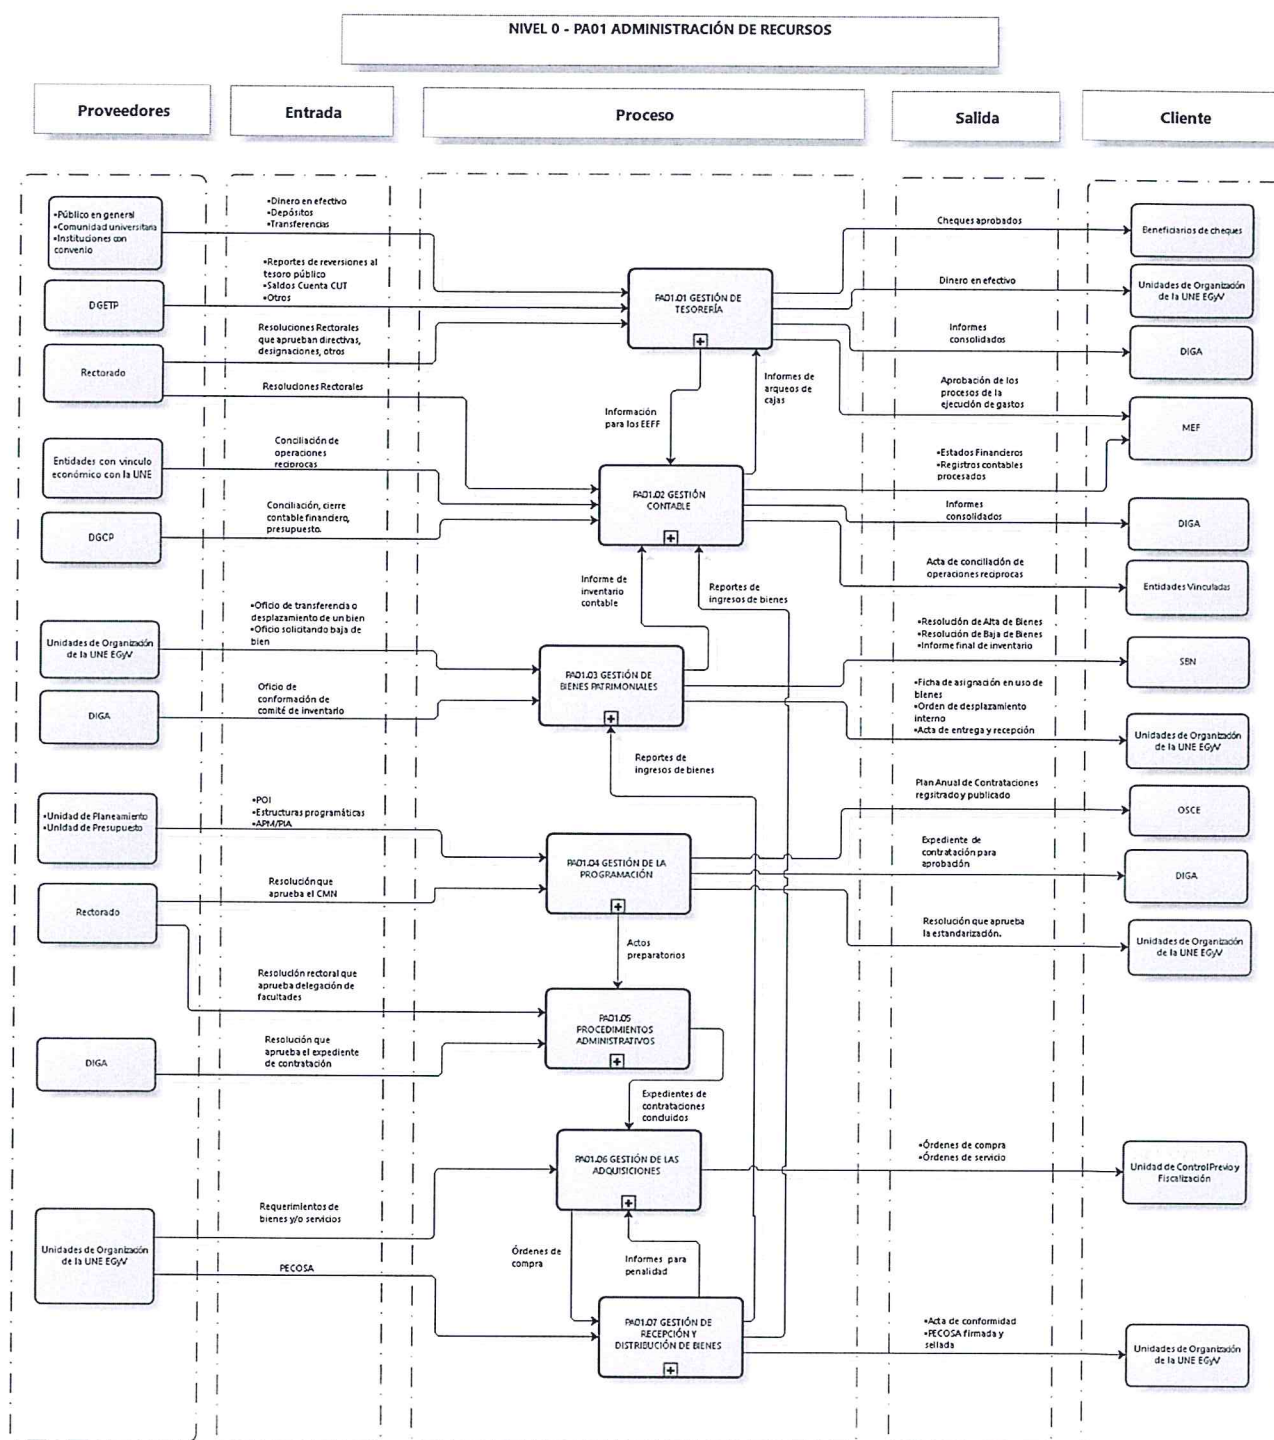 NIVEL 0 - PA01 ADMINISTRACIÓN DE RECURSOS
Proveedores
Entrada
Proceso
Salida
Cliente
•Público en general
•Comunidad universitaria
•Instituciones con
convenio
•Dinero en efectivo
•Depósitos
•Transferencias
Cheques aprobados
Beneficiarios de cheques
DGETP
•Reportes de reversiones al
tesoro público
•Saldos Cuenta CUT
•Otros
PA01.01 GESTIÓN DE
TESORERÍA
Dinero en efectivo
Unidades de Organización
de la UNE EGyV
Rectorado
Resoluciones Rectorales
que aprueban directivas,
designaciones, otros
Resoluciones Rectorales
Informes
consolidados
DIGA
Información
para los EEFF
Informes de
arqueos de
cajas
Aprobación de los
procesos de la
ejecución de gastos
MEF
Entidades con vinculo
económico con la UNE
Conciliación de
operaciones
reciprocas
PA01.02 GESTIÓN
CONTABLE
•Estados Financieros
•Registros contables
procesados
DGCP
Conciliación, cierre
contable financiero,
presupuesto.
Informes
consolidados
DIGA
Informe de
inventario
contable
Reportes de
ingresos de bienes
Acta de conciliación de
operaciones reciprocas
Entidades Vinculadas
Unidades de Organización
de la UNE EGyV
•Oficio de transferencia o
desplazamiento de un bien
•Oficio solicitando baja de
bien
PA01.03 GESTIÓN DE
BIENES PATRIMONIALES
•Resolución de Alta de Bienes
•Resolución de Baja de Bienes
•Informe final de inventario
SBN
DIGA
Oficio de
conformación de
comité de inventario
•Ficha de asignación en uso de
bienes
•Orden de desplazamiento
interno
•Acta de entrega y recepción
Unidades de Organización
de la UNE EGyV
Reportes de
ingresos de bienes
•Unidad de Planeamiento
•Unidad de Presupuesto
•POI
•Estructuras programáticas
•APM/PIA
PA01.04 GESTIÓN DE LA
PROGRAMACIÓN
Plan Anual de Contrataciones
regsitrado y publicado
OSCE
Rectorado
Resolución que
aprueba el CMN
Expediente de
contratación para
aprobación
DIGA
Actos
preparatorios
Resolución que aprueba
la estandarización.
Unidades de Organización
de la UNE EGyV
Resolución rectoral que
aprueba delegación de
facultades
PA01.05
PROCEDIMIENTOS
ADMINISTRATIVOS
DIGA
Resolución que
aprueba el expediente
de contratación
Expedientes de
contrataciones
concluidos
PA01.06 GESTIÓN DE LAS
ADQUISICIONES
•Órdenes de compra
•Órdenes de servicio
Unidad de Control Previo y
Fiscalización
Unidades de Organización
de la UNE EGyV
Requerimientos de
bienes y/o servicios
PECOSA
Órdenes de
compra
Informes para
penalidad
PA01.07 GESTIÓN DE
RECEPCIÓN Y
DISTRIBUCIÓN DE BIENES
•Acta de conformidad
•PECOSA firmada y
sellada
Unidades de Organización
de la UNE EGyV